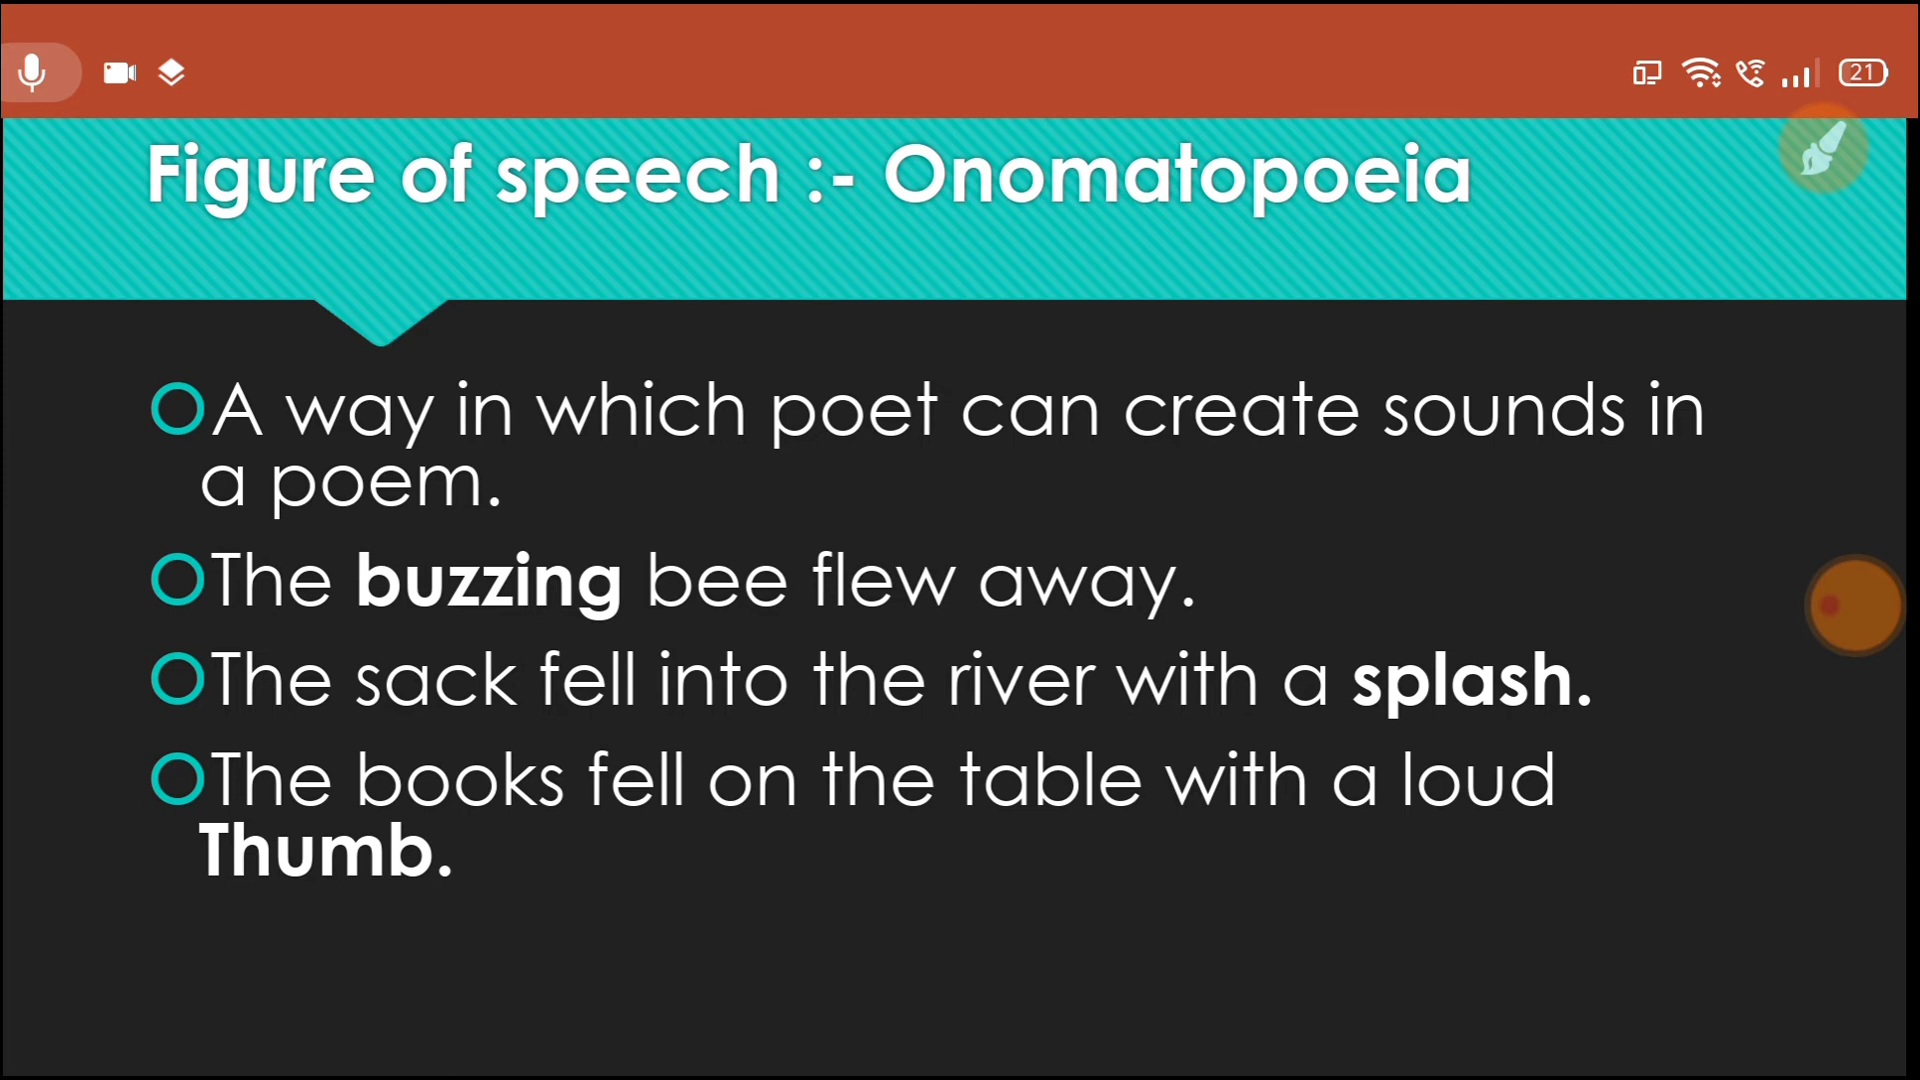 21
Figure of speech :- Onomatopoeia
A way in which poet can create sounds in
a poem.
The buzzing bee flew away.
The sack fell into the river with a splash.
The books fell on the table with a loud
Thumb.